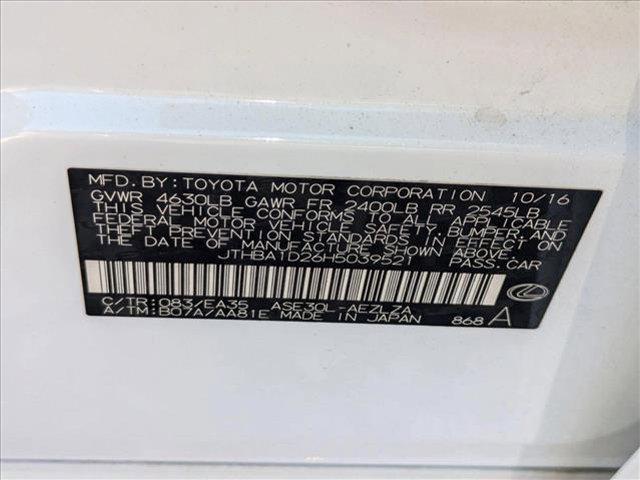 MFD. BY: TOYOTA MOTOR CORPORATION 10/16
GVWR 4630LB GAWR FR 2400LB RR 2545LB
THIS VEHICLE CONFORMS TO ALL APPLICABLE
FEDERAL MOTOR VEHICLE SAFETY, BUMPER, AND
THEFT PREVENTION STANDARDS IN EFFECT ON
THE DATE OF MANUFACTURE SHOWN ABOVE.
JTHBA1D26H5039521 PASS. CAR
C/TR: 083/EA35 ASE30L-AEZLZA
A/TM: B07A/AA81E MADE IN JAPAN 868 A